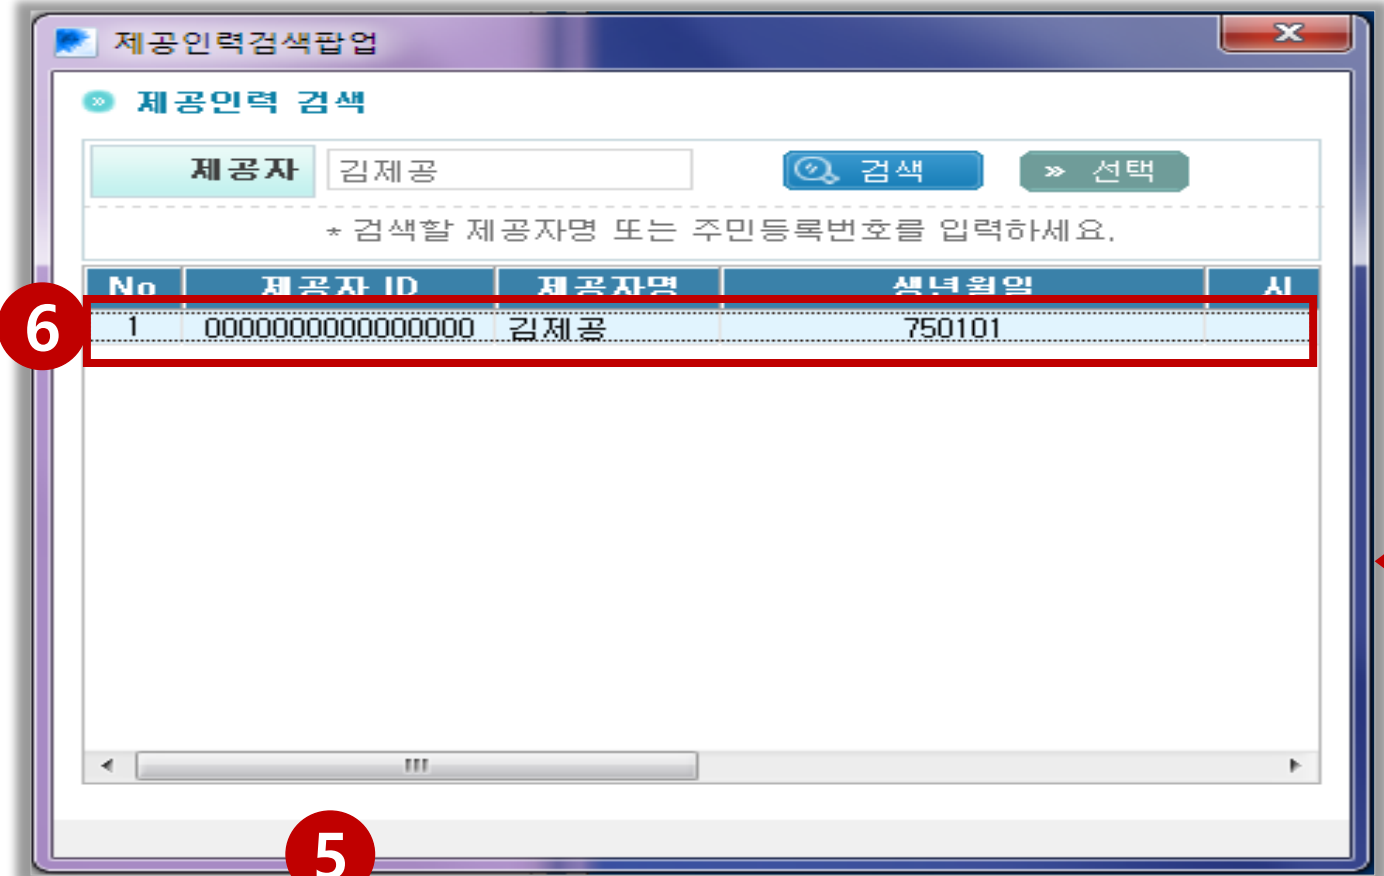 제공인력검색팝업
제공인력 검색
제공자 김제공 검색 선택
* 검색할 제공자명 또는 주민등록번호를 입력하세요.
No 제공자 ID 제공자명 생년월일 시
6 1 0000000000000000 김제공 750101
5